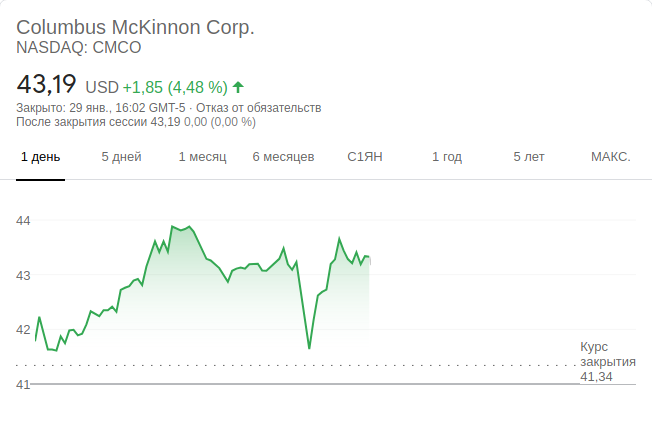 Columbus McKinnon Corp.
NASDAQ: CMCO
43,19 USD +1,85 (4,48 %)
Закрыто: 29 янв., 16:02 GMT-5 · Отказ от обязательств
После закрытия сессии 43,19 0,00 (0,00 %)
1 день 5 дней 1 месяц 6 месяцев С1ЯН 1 год 5 лет МАКС.
44
43
42
Курс
закрытия
41,34
41